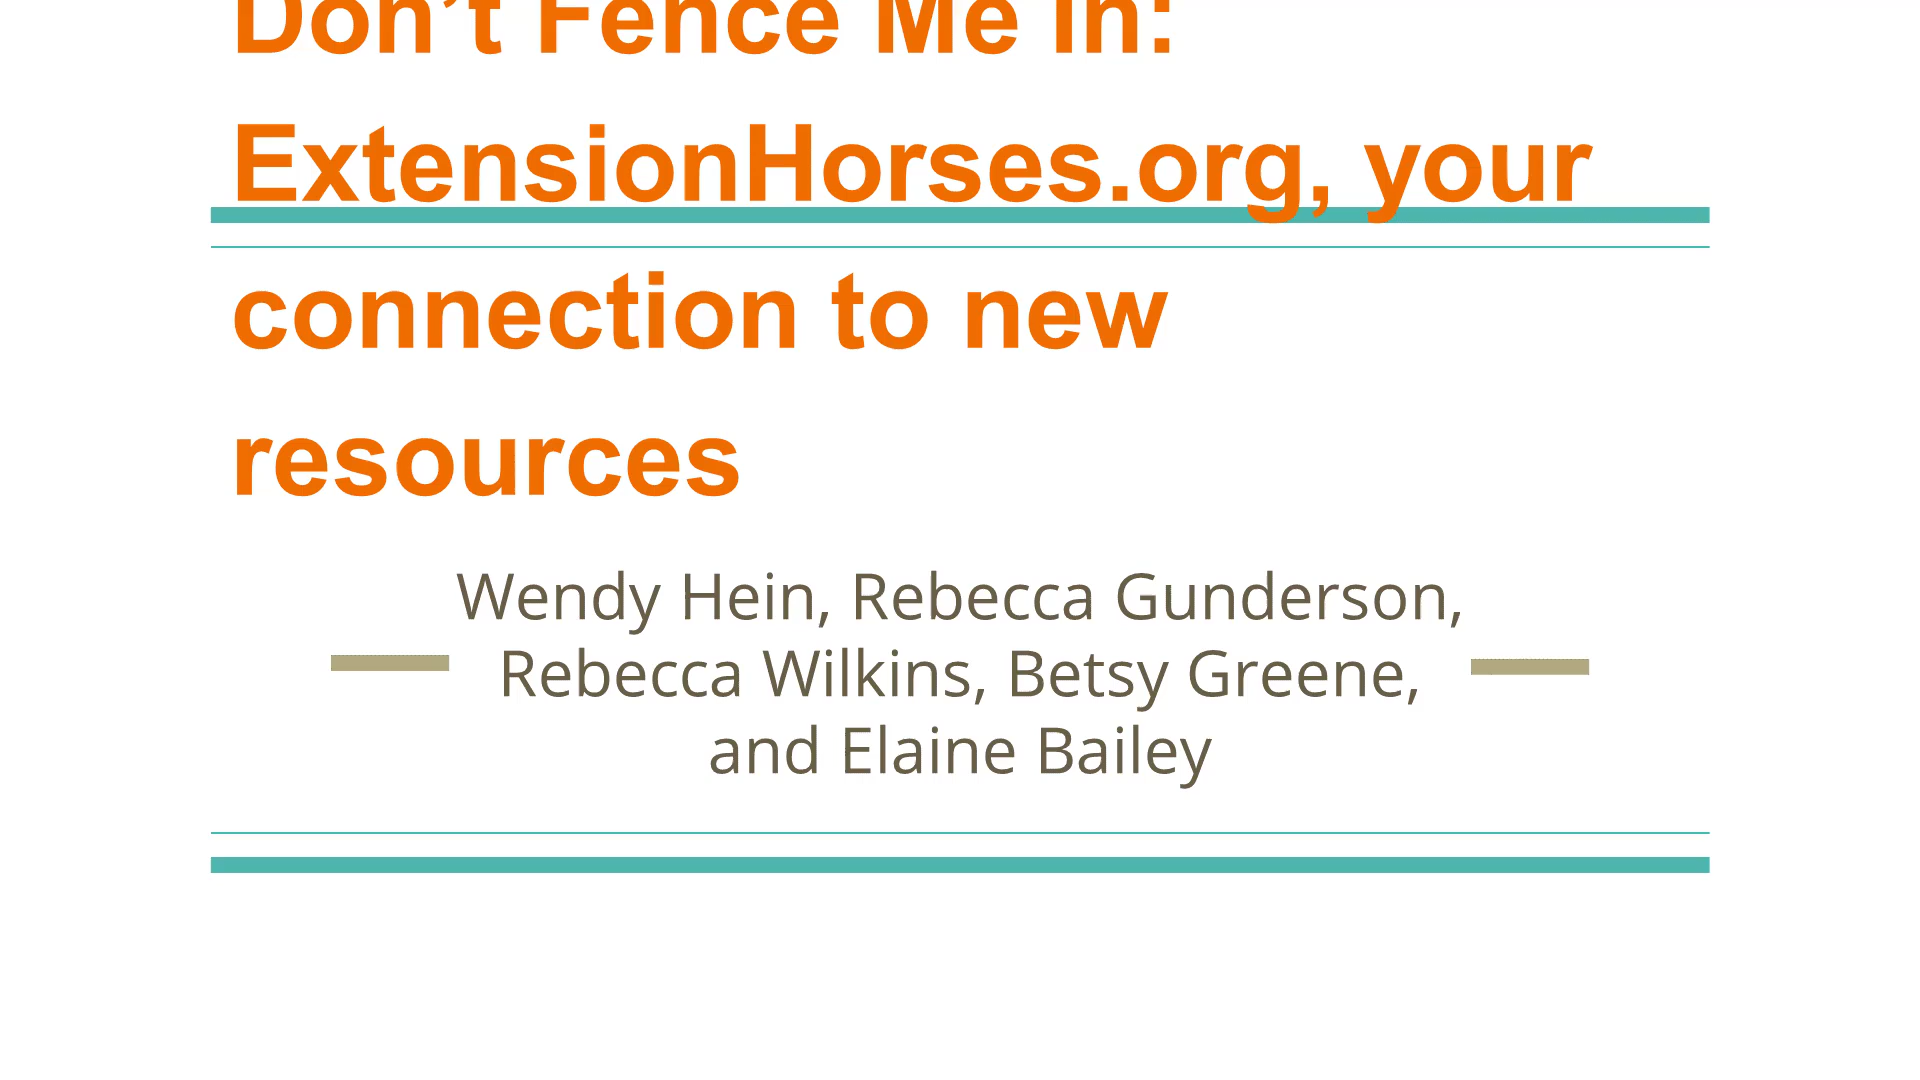 Don’t Fence Me In:
ExtensionHorses.org, your
connection to new
resources
Wendy Hein, Rebecca Gunderson,
Rebecca Wilkins, Betsy Greene,
and Elaine Bailey